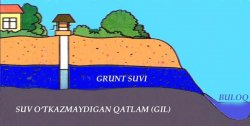 GRUNT SUVI
BULOQ
SUV O'TKAZMAYDIGAN QATLAM (GIL)